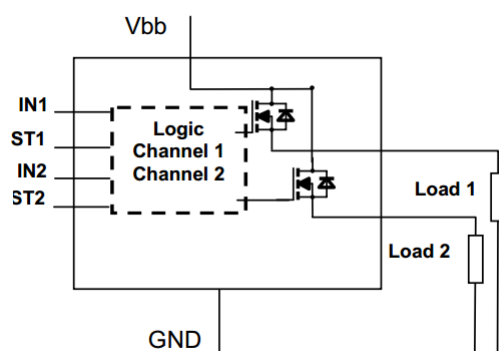 Vbb
IN1
ST1
IN2
ST2
Logic
Channel 1
Channel 2
Load 1
Load 2
GND